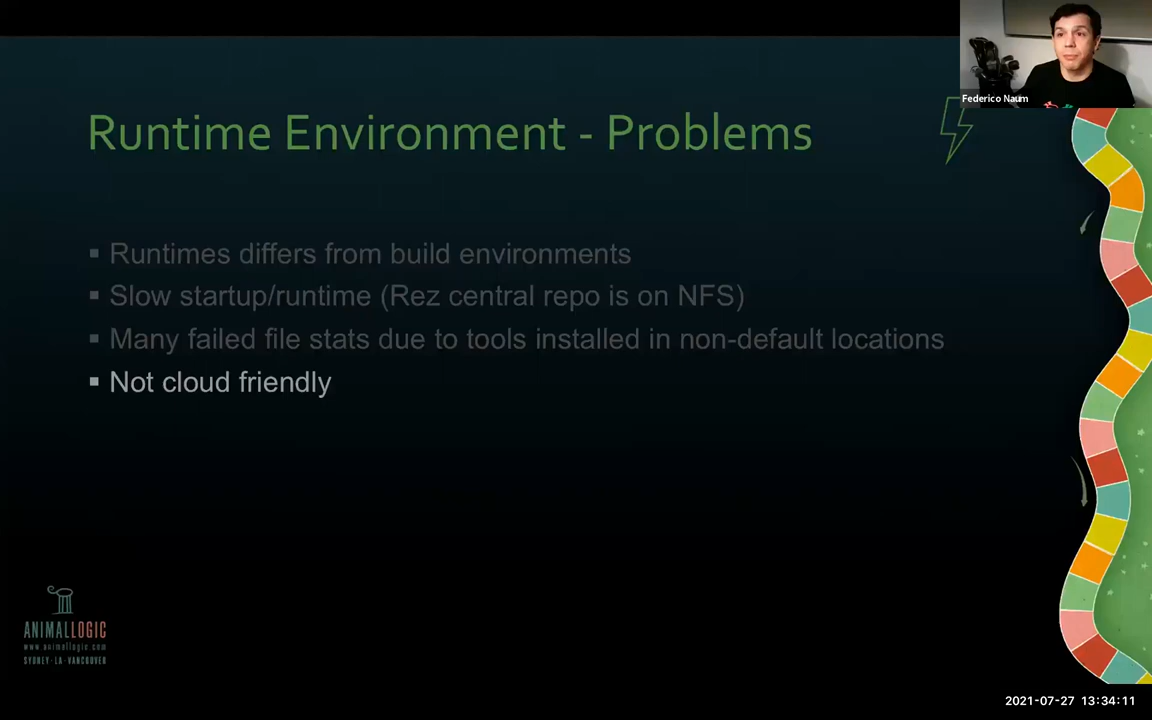 Federico Naum
Runtime Environment - Problems
▪ Runtimes differs from build environments
▪ Slow startup/runtime (Rez central repo is on NFS)
▪ Many failed file stats due to tools installed in non-default locations
▪ Not cloud friendly
ANIMALLOGIC
www.animallogic.com
SYDNEY-LA-VANCOUVER
2021-07-27 13:34:11